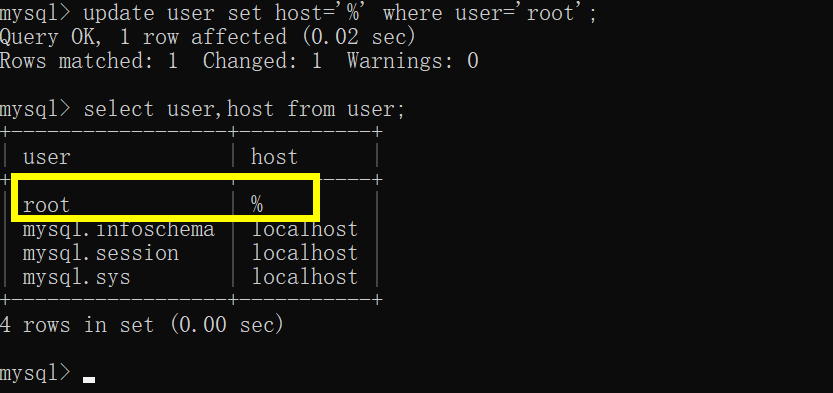 mysql> update user set host='%' where user='root';
Query OK, 1 row affected (0.02 sec)
Rows matched: 1  Changed: 1  Warnings: 0
mysql> select user,host from user;
+------------------+-----------+
| user             | host      |
+------------------+-----------+
| root             | %         |
| mysql.infoschema | localhost |
| mysql.session    | localhost |
| mysql.sys        | localhost |
+------------------+-----------+
4 rows in set (0.00 sec)
mysql>